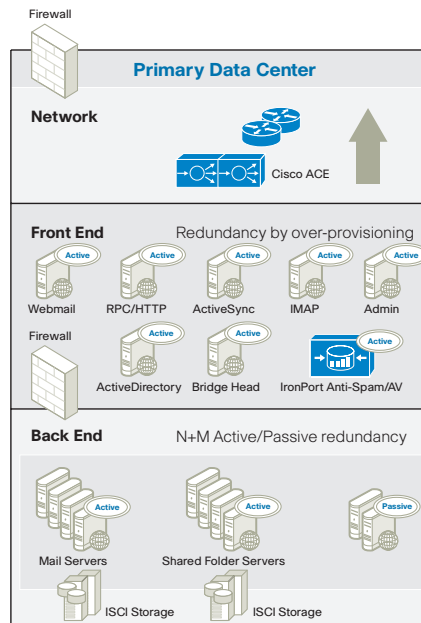 Firewall
Primary Data Center
Network
Cisco ACE
Front End
Redundancy by over-provisioning
Active
Active
Active
Active
Active
Webmail
RPC/HTTP
ActiveSync
IMAP
Admin
Firewall
Active
Active
Active
ActiveDirectory
Bridge Head
IronPort Anti-Spam/AV
Back End
N+M Active/Passive redundancy
Active
Active
Passive
Mail Servers
Shared Folder Servers
ISCI Storage
ISCI Storage